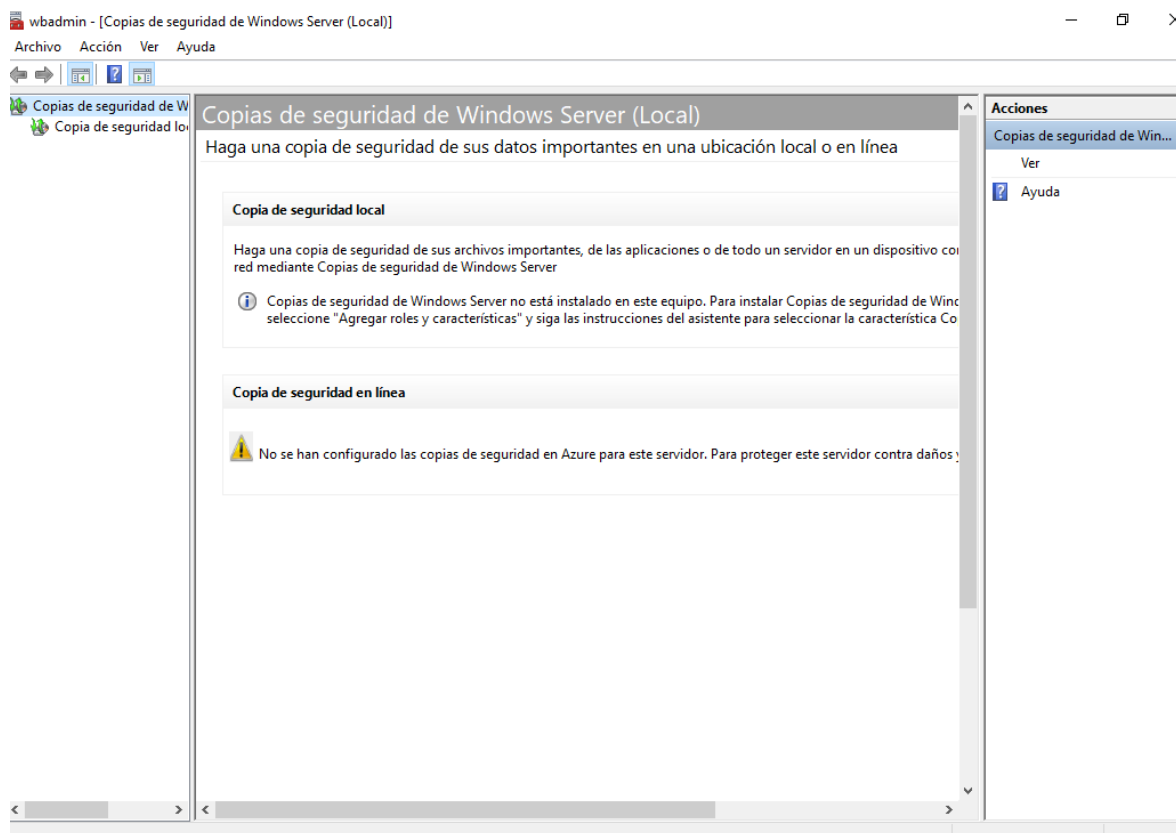 wbadmin - [Copias de seguridad de Windows Server (Local)]
Archivo Acción Ver Ayuda
Copias de seguridad de W
Copia de seguridad lo
Copias de seguridad de Windows Server (Local)
Haga una copia de seguridad de sus datos importantes en una ubicación local o en línea
Copia de seguridad local
Haga una copia de seguridad de sus archivos importantes, de las aplicaciones o de todo un servidor en un dispositivo co
red mediante Copias de seguridad de Windows Server
Copias de seguridad de Windows Server no está instalado en este equipo. Para instalar Copias de seguridad de Winc
seleccione "Agregar roles y características" y siga las instrucciones del asistente para seleccionar la característica Co
Copia de seguridad en línea
No se han configurado las copias de seguridad en Azure para este servidor. Para proteger este servidor contra daños y
Acciones
Copias de seguridad de Win...
Ver
Ayuda